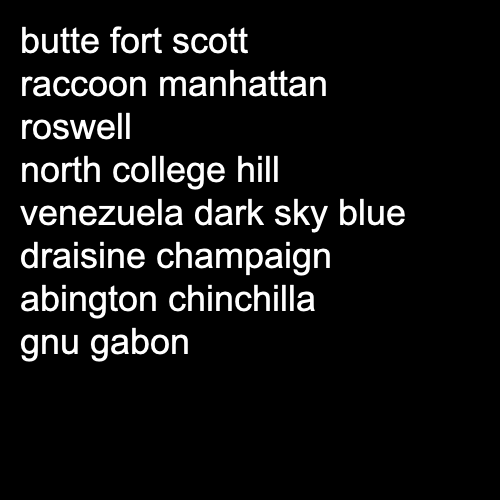 butte fort scott
raccoon manhattan
roswell
north college hill
venezuela dark sky blue
draisine champaign
abington chinchilla
gnu gabon